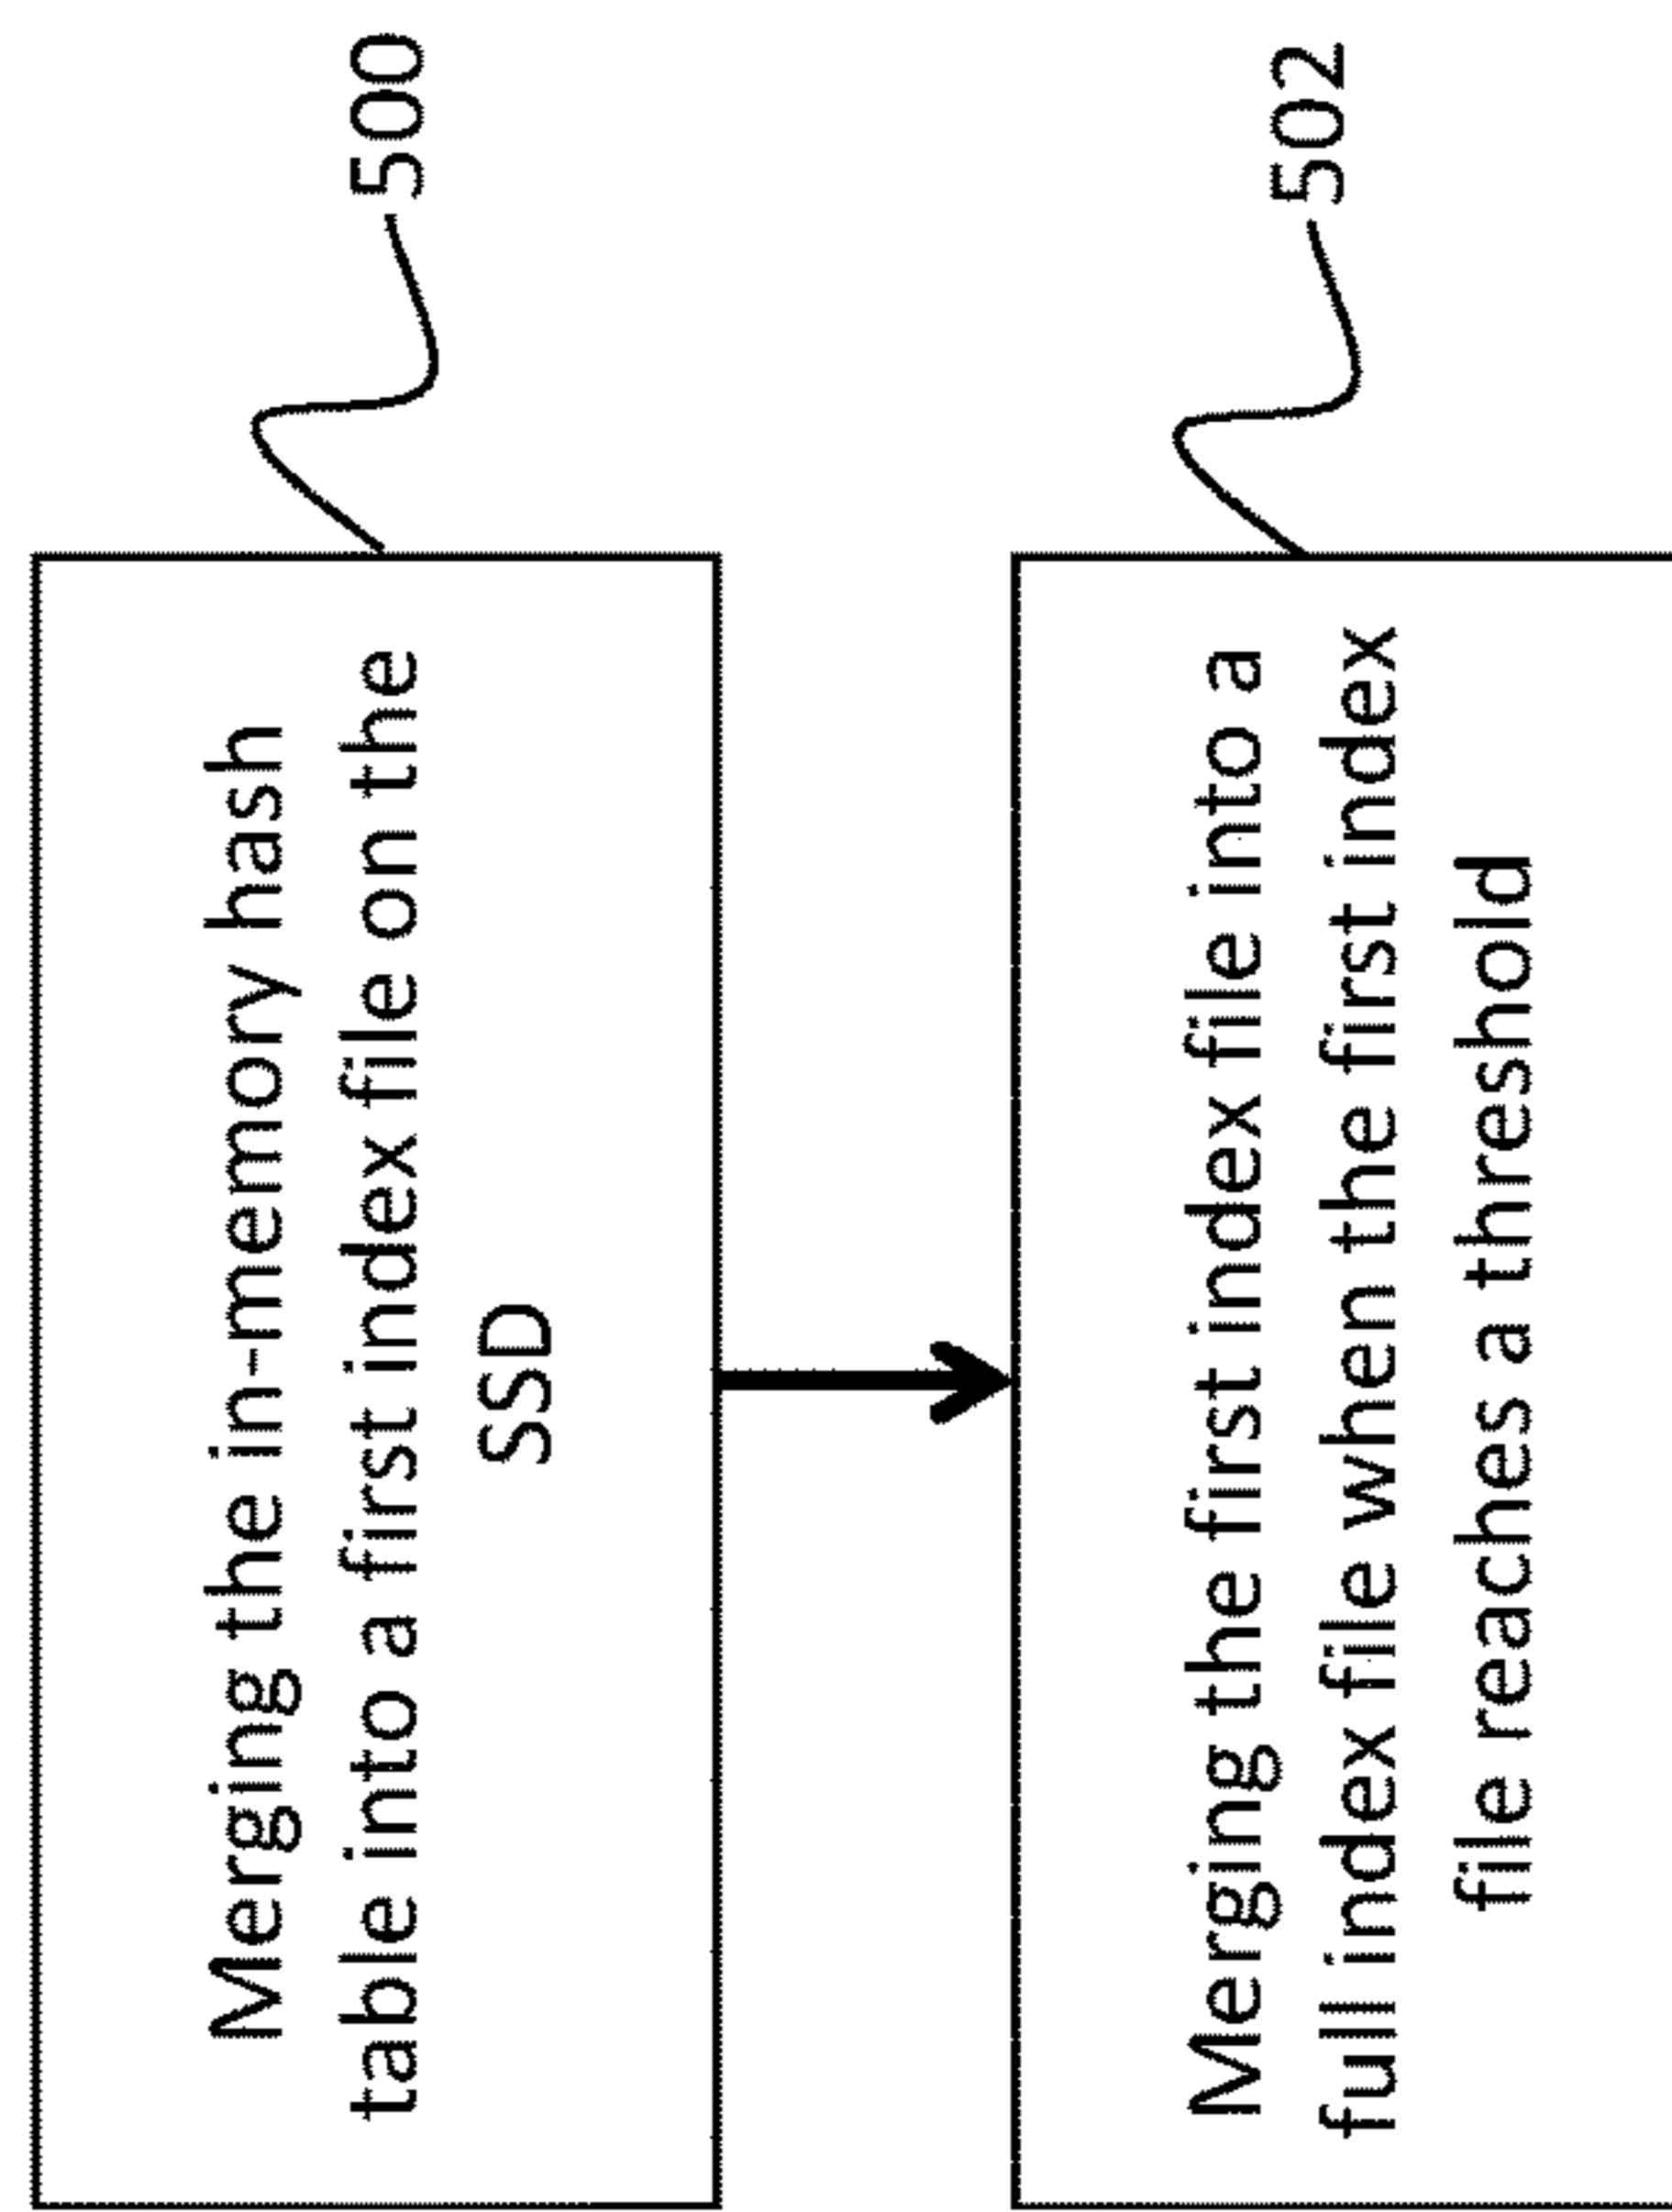 Merging the in-memory hash
table into a first index file on the
SSD
500
Merging the first index file into a
full index file when the first index
file reaches a threshold
502